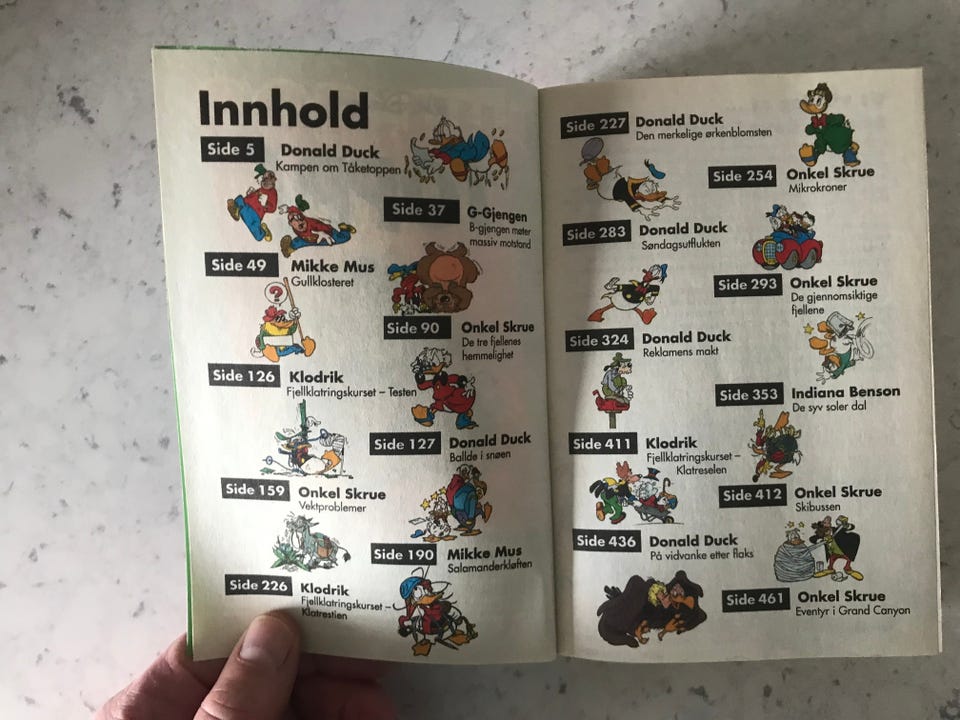 Innhold
Side 5
Donald Duck
Kampen om Tåketoppen
Side 37
G-Gjengen
B-gjengen møter
massiv motstand
Side 49
Mikke Mus
Gullklosteret
?
Side 90
Onkel Skrue
De tre fjellenes
hemmelighet
Side 126
Klodrik
Fjellklatringskurset – Testen
Side 127
Donald Duck
Ballde i snøen
Side 159
Onkel Skrue
Vektproblemer
Side 190
Mikke Mus
Salamanderkløften
Side 226
Klodrik
Fjellklatringskurset –
Klatrestien
Side 227
Donald Duck
Den merkelige ørkenblomsten
Side 254
Onkel Skrue
Mikrokroner
Side 283
Donald Duck
Søndagsutflukten
Side 293
Onkel Skrue
De gjennomsiktige
fjellene
Side 324
Donald Duck
Reklamens makt
Side 353
Indiana Benson
De syv soler dal
Side 411
Klodrik
Fjellklatringskurset –
Klatreselen
Side 412
Onkel Skrue
Skibussen
Side 436
Donald Duck
På vidvanke etter flaks
Side 461
Onkel Skrue
Eventyr i Grand Canyon